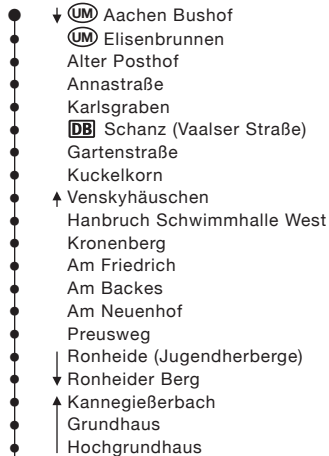 UM Aachen Bushof
UM Elisenbrunnen
Alter Posthof
Annastraße
Karlsgraben
DB Schanz (Vaalser Straße)
Gartenstraße
Kuckelkorn
Venskyhäuschen
Hanbruch Schwimmhalle West
Kronenberg
Am Friedrich
Am Backes
Am Neuenhof
Preusweg
Ronheide (Jugendherberge)
Ronheider Berg
Kannegießerbach
Grundhaus
Hochgrundhaus